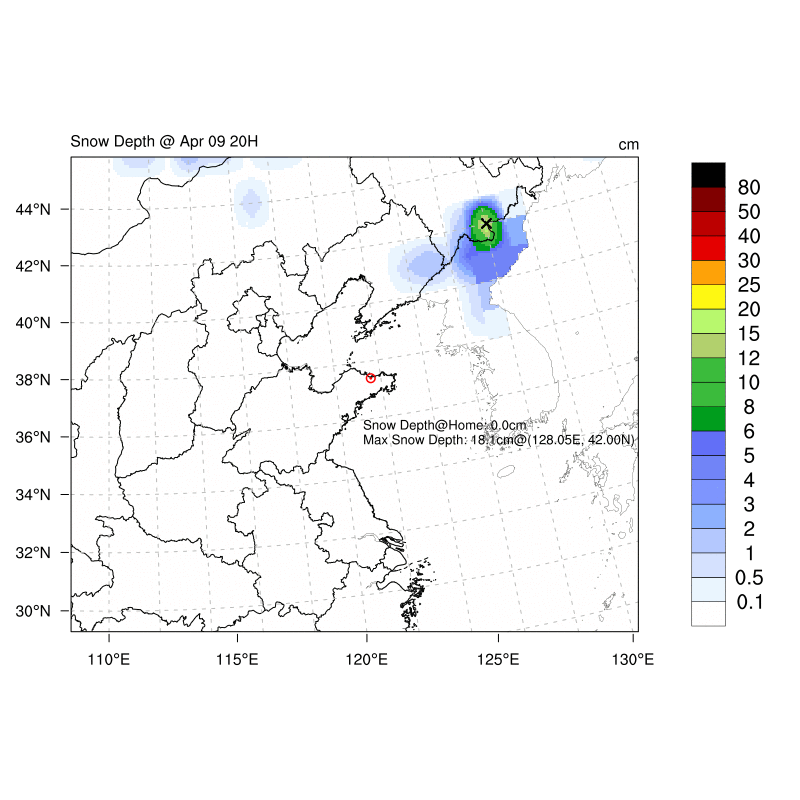 Snow Depth @ Apr 09 20H
cm
44°N
42°N
40°N
38°N
36°N
34°N
32°N
30°N
110°E
115°E
120°E
125°E
130°E
Snow Depth@Home: 0.0cm
Max Snow Depth: 18.1cm@(128.05E, 42.00N)
80
50
40
30
25
20
15
12
10
8
6
5
4
3
2
1
0.5
0.1